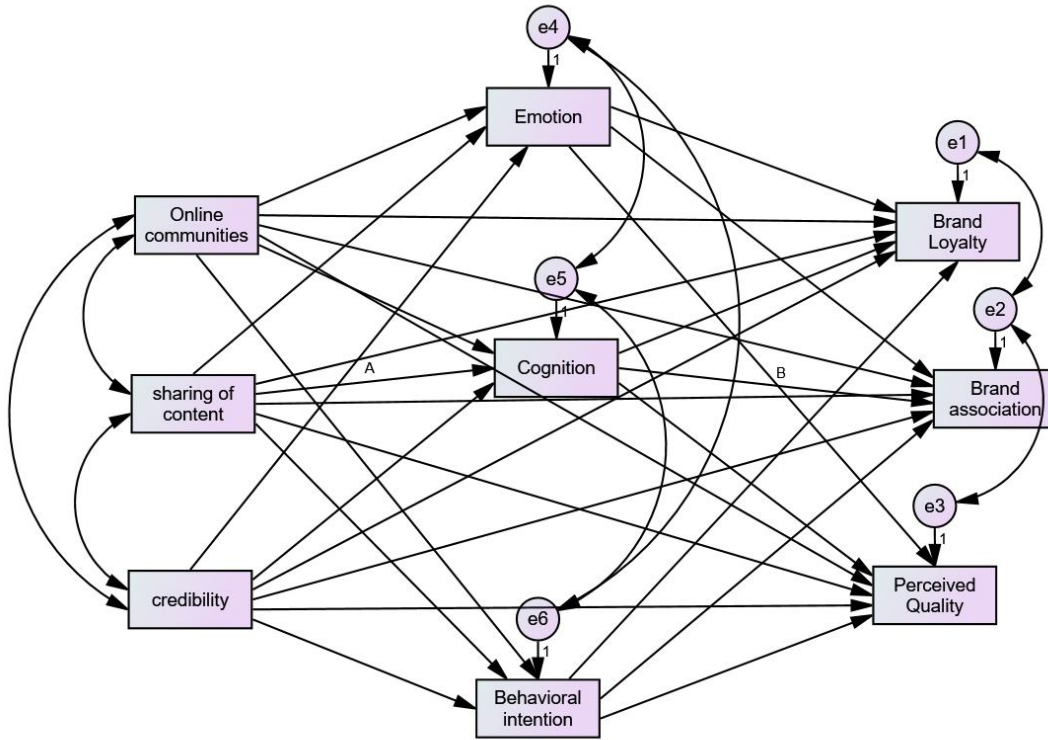 e4
1
Emotion
e1
1
Online
communities
Brand
Loyalty
e5
1
e2
1
Cognition
A
B
sharing of
content
Brand
association
e3
1
credibility
Perceived
Quality
e6
1
Behavioral
intention